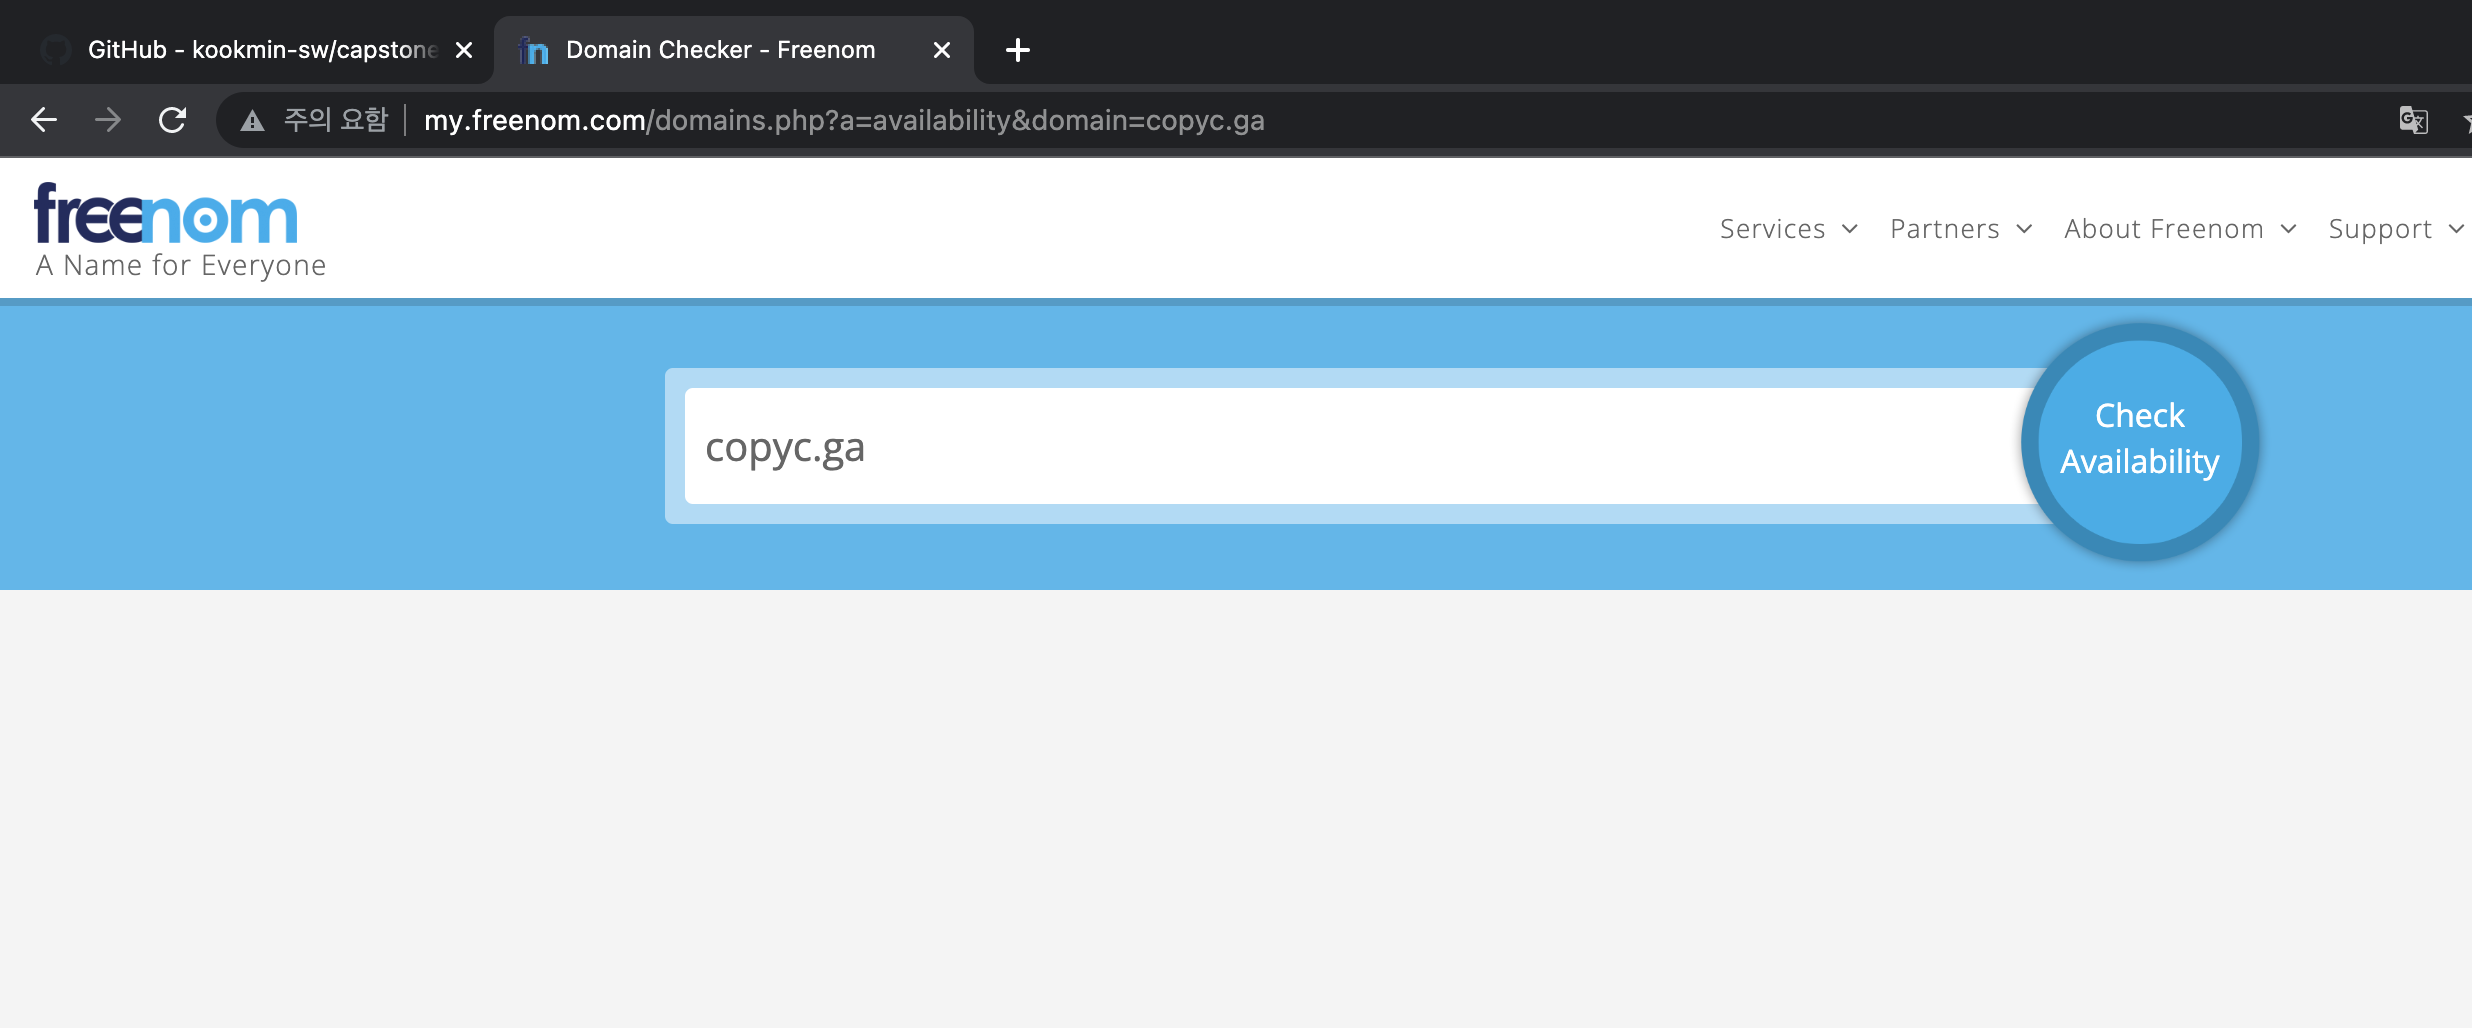 GitHub - kookmin-sw/capstone
Domain Checker - Freenom
주의 요함
my.freenom.com/domains.php?a=availability&domain=copyc.ga
freenom
A Name for Everyone
Services
Partners
About Freenom
Support
copyc.ga
Check
Availability